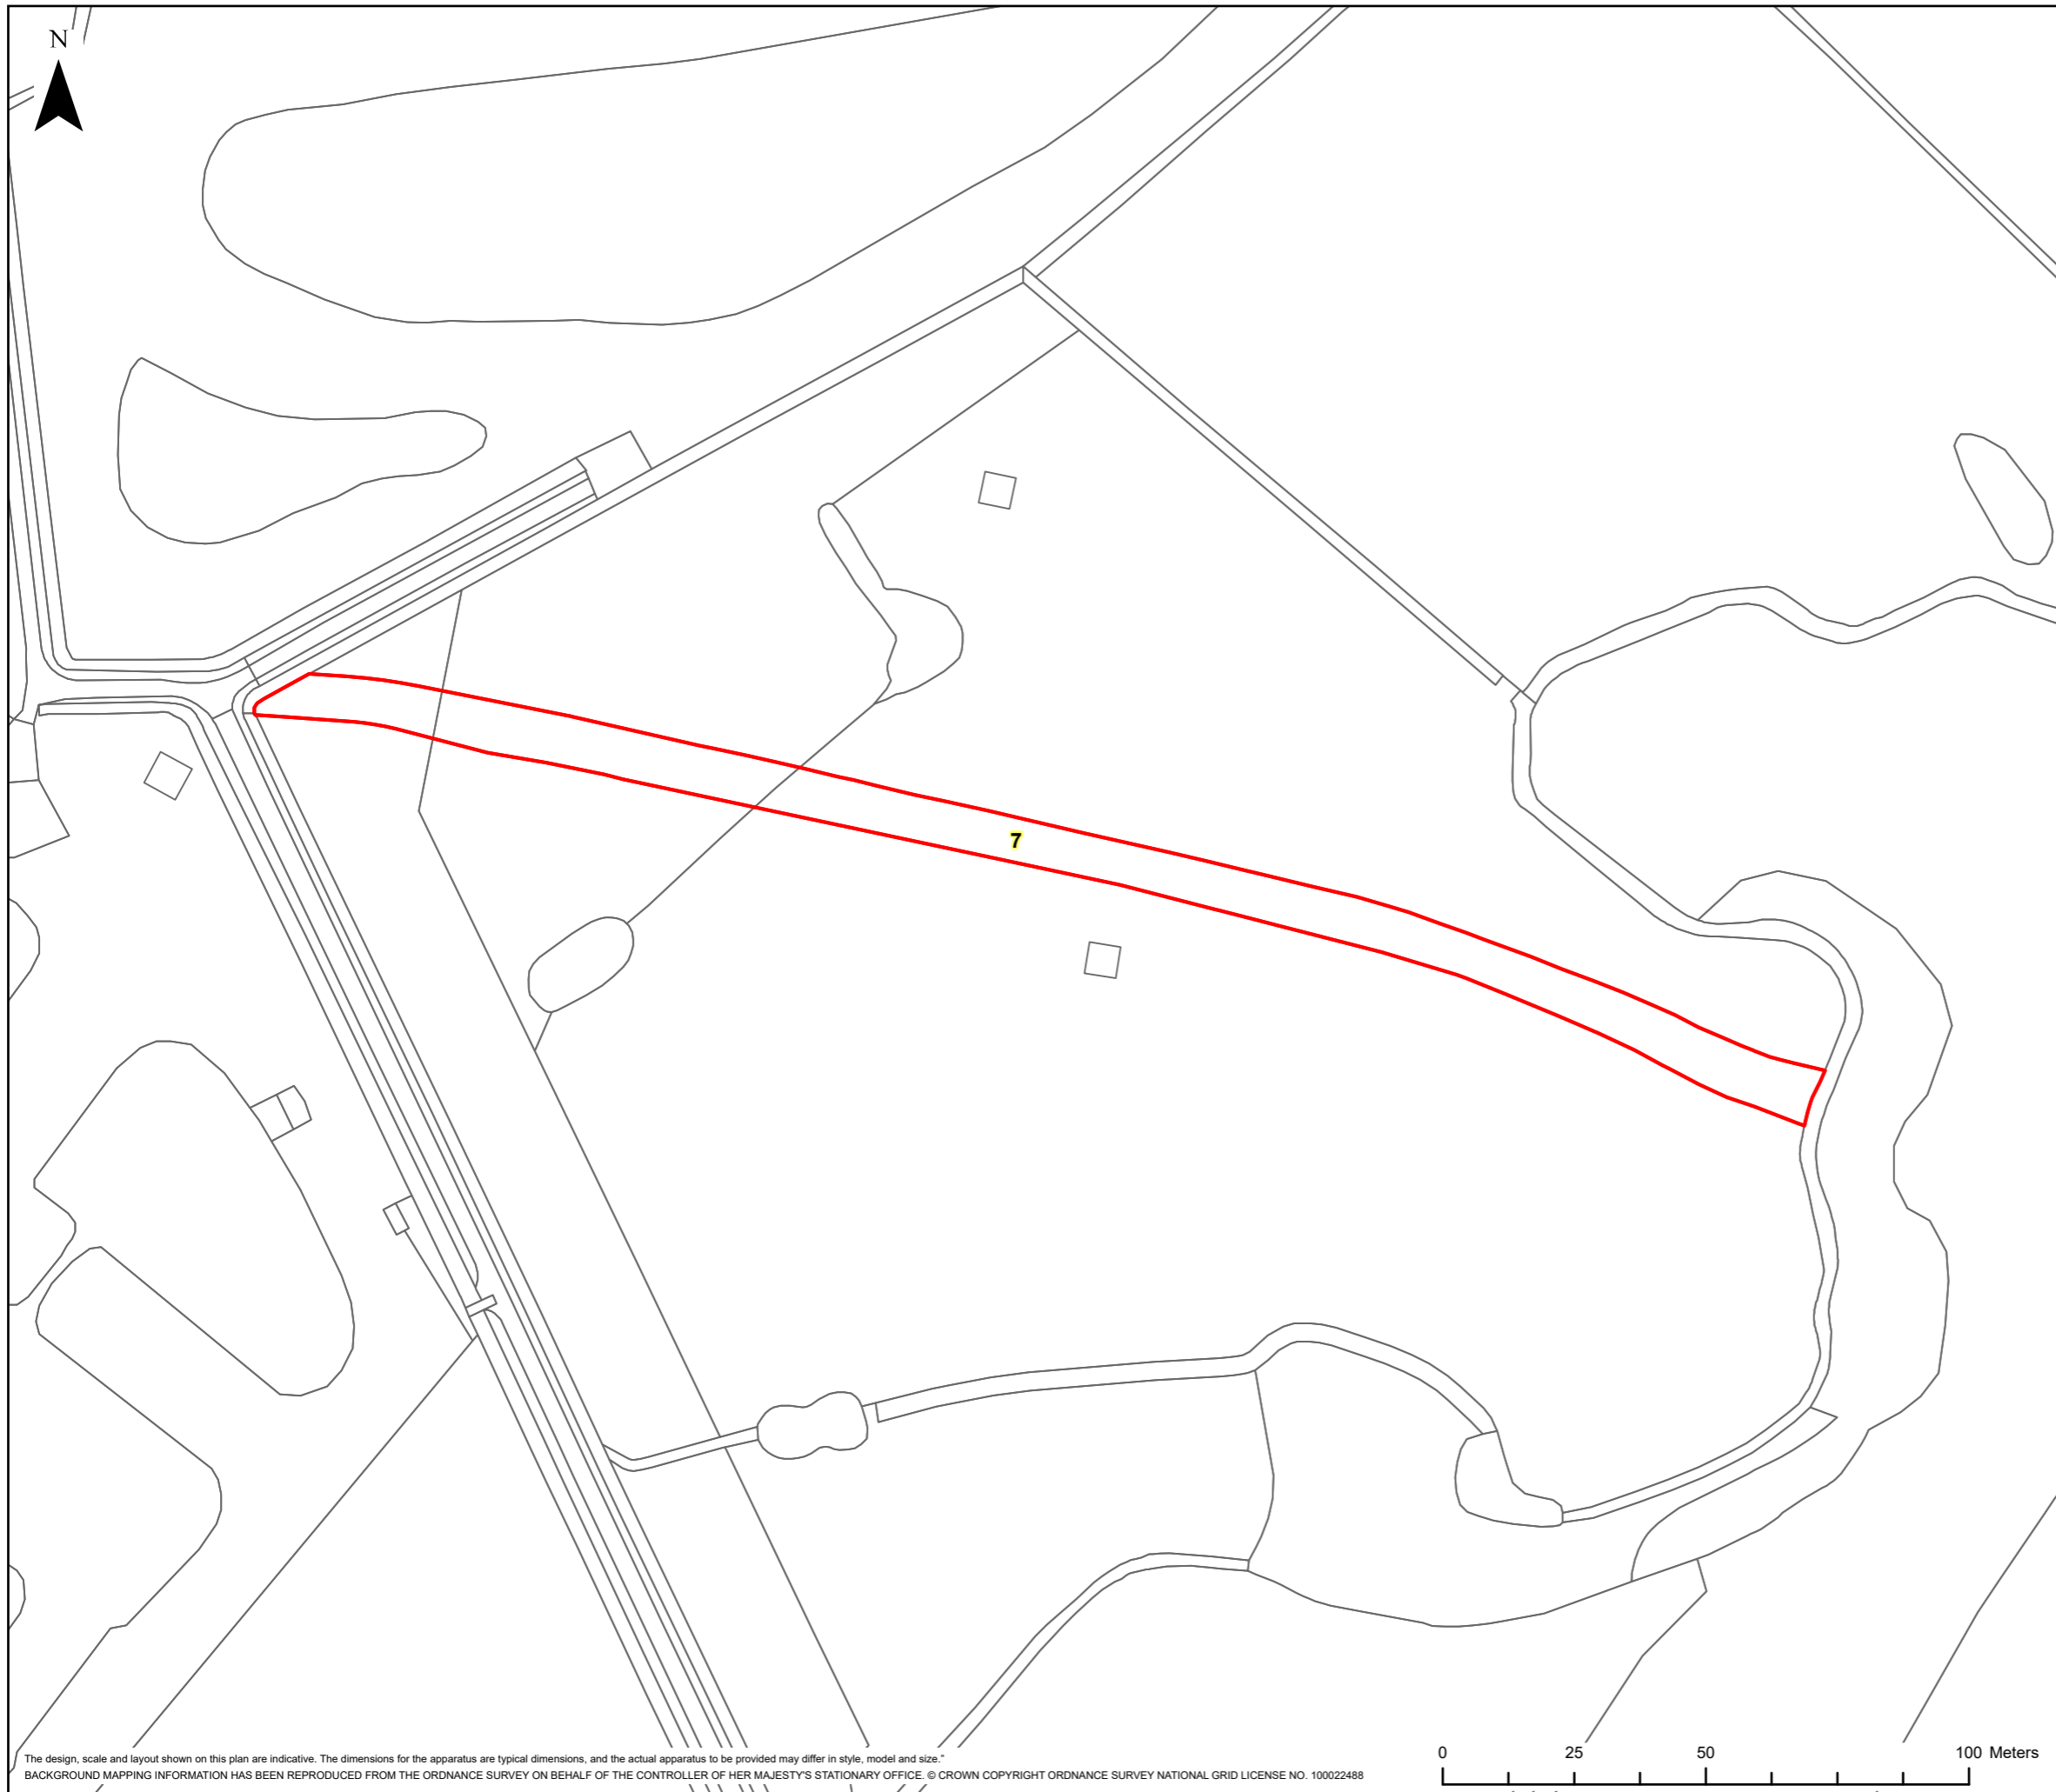 N
7
0 25 50 100 Meters
The design, scale and layout shown on this plan are indicative. The dimensions for the apparatus are typical dimensions, and the actual apparatus to be provided may differ in style, model and size."
BACKGROUND MAPPING INFORMATION HAS BEEN REPRODUCED FROM THE ORDNANCE SURVEY ON BEHALF OF THE CONTROLLER OF HER MAJESTY'S STATIONARY OFFICE. © CROWN COPYRIGHT ORDNANCE SURVEY NATIONAL GRID LICENSE NO. 100022488